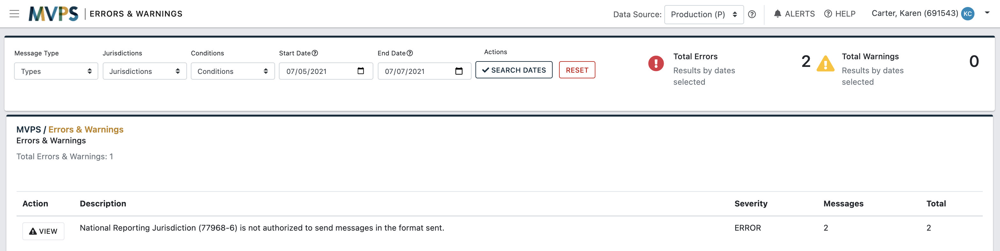 MVPS | ERRORS & WARNINGS
Data Source: Production (P)
ALERTS
HELP
Carter, Karen (691543) KC
Message Type
Jurisdictions
Conditions
Start Date
End Date
Actions
Types
Jurisdictions
Conditions
07/05/2021
07/07/2021
SEARCH DATES
RESET
Total Errors
Results by dates
selected
2
Total Warnings
Results by dates
selected
0
MVPS / Errors & Warnings
Errors & Warnings
Total Errors & Warnings: 1
Action Description Severity Messages Total
VIEW National Reporting Jurisdiction (77968-6) is not authorized to send messages in the format sent. ERROR 2 2